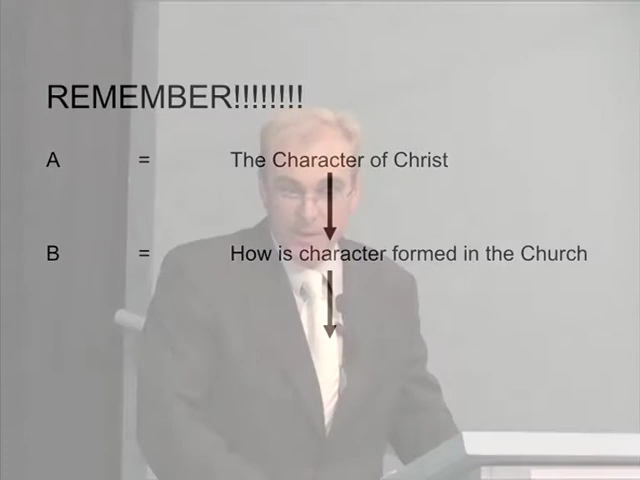 REMEMBER!!!!!!!!
A = The Character of Christ
B = How is character formed in the Church